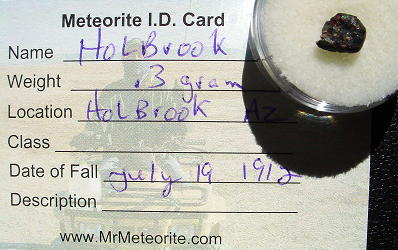 Meteorite I.D. Card
Name HoLBrook
Weight .3 gram
Location HoLBrook Az
Class
Date of Fall july 19 1912
Description
www.MrMeteorite.com